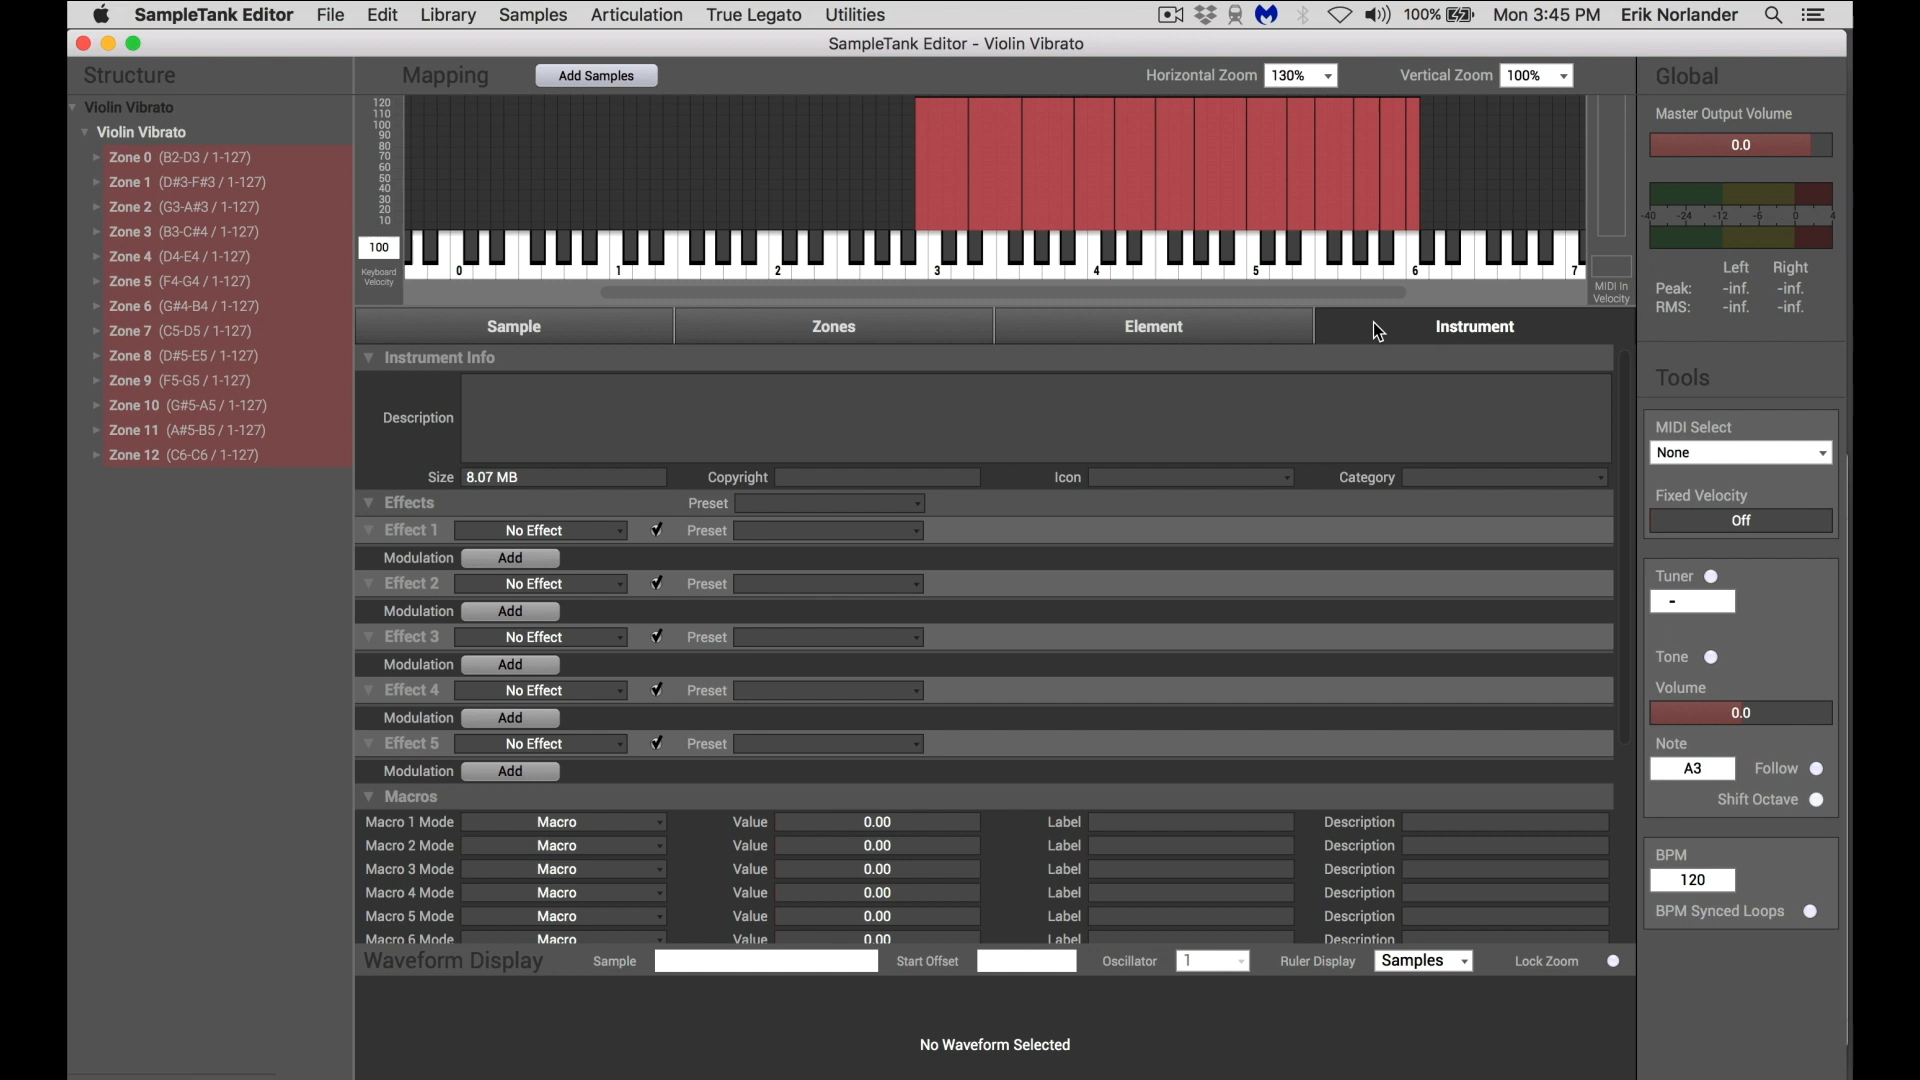 SampleTank Editor File Edit Library Samples Articulation True Legato Utilities 100% Mon 3:45 PM Erik Norlander
SampleTank Editor - Violin Vibrato
Structure
Violin Vibrato
Violin Vibrato
Zone 0 (B2-D3 / 1-127)
Zone 1 (D#3-F#3 / 1-127)
Zone 2 (G3-A#3 / 1-127)
Zone 3 (B3-C#4 / 1-127)
Zone 4 (D4-E4 / 1-127)
Zone 5 (F4-G4 / 1-127)
Zone 6 (G#4-B4 / 1-127)
Zone 7 (C5-D5 / 1-127)
Zone 8 (D#5-E5 / 1-127)
Zone 9 (F5-G5 / 1-127)
Zone 10 (G#5-A5 / 1-127)
Zone 11 (A#5-B5 / 1-127)
Zone 12 (C6-C6 / 1-127)
Mapping Add Samples Horizontal Zoom 130% Vertical Zoom 100%
120
110
100
90
80
70
60
50
40
30
20
10
100
Keyboard
Velocity
0 1 2 3 4 5 6 7
MIDI In
Velocity
Sample Zones Element Instrument
Instrument Info
Description
Size 8.07 MB Copyright Icon Category
Effects Preset
Effect 1 No Effect Preset
Modulation Add
Effect 2 No Effect Preset
Modulation Add
Effect 3 No Effect Preset
Modulation Add
Effect 4 No Effect Preset
Modulation Add
Effect 5 No Effect Preset
Modulation Add
Macros
Macro 1 Mode Macro Value 0.00 Label Description
Macro 2 Mode Macro Value 0.00 Label Description
Macro 3 Mode Macro Value 0.00 Label Description
Macro 4 Mode Macro Value 0.00 Label Description
Macro 5 Mode Macro Value 0.00 Label Description
Macro 6 Mode Macro Value 0.00 Label Description
Waveform Display Sample Start Offset Oscillator 1 Ruler Display Samples Lock Zoom
No Waveform Selected
Global
Master Output Volume
0.0
-40 -24 -12 -6 0 4
Left Right
Peak: -inf. -inf.
RMS: -inf. -inf.
Tools
MIDI Select
None
Fixed Velocity
Off
Tuner
-
Tone
Volume
0.0
Note
A3 Follow
Shift Octave
BPM
120
BPM Synced Loops